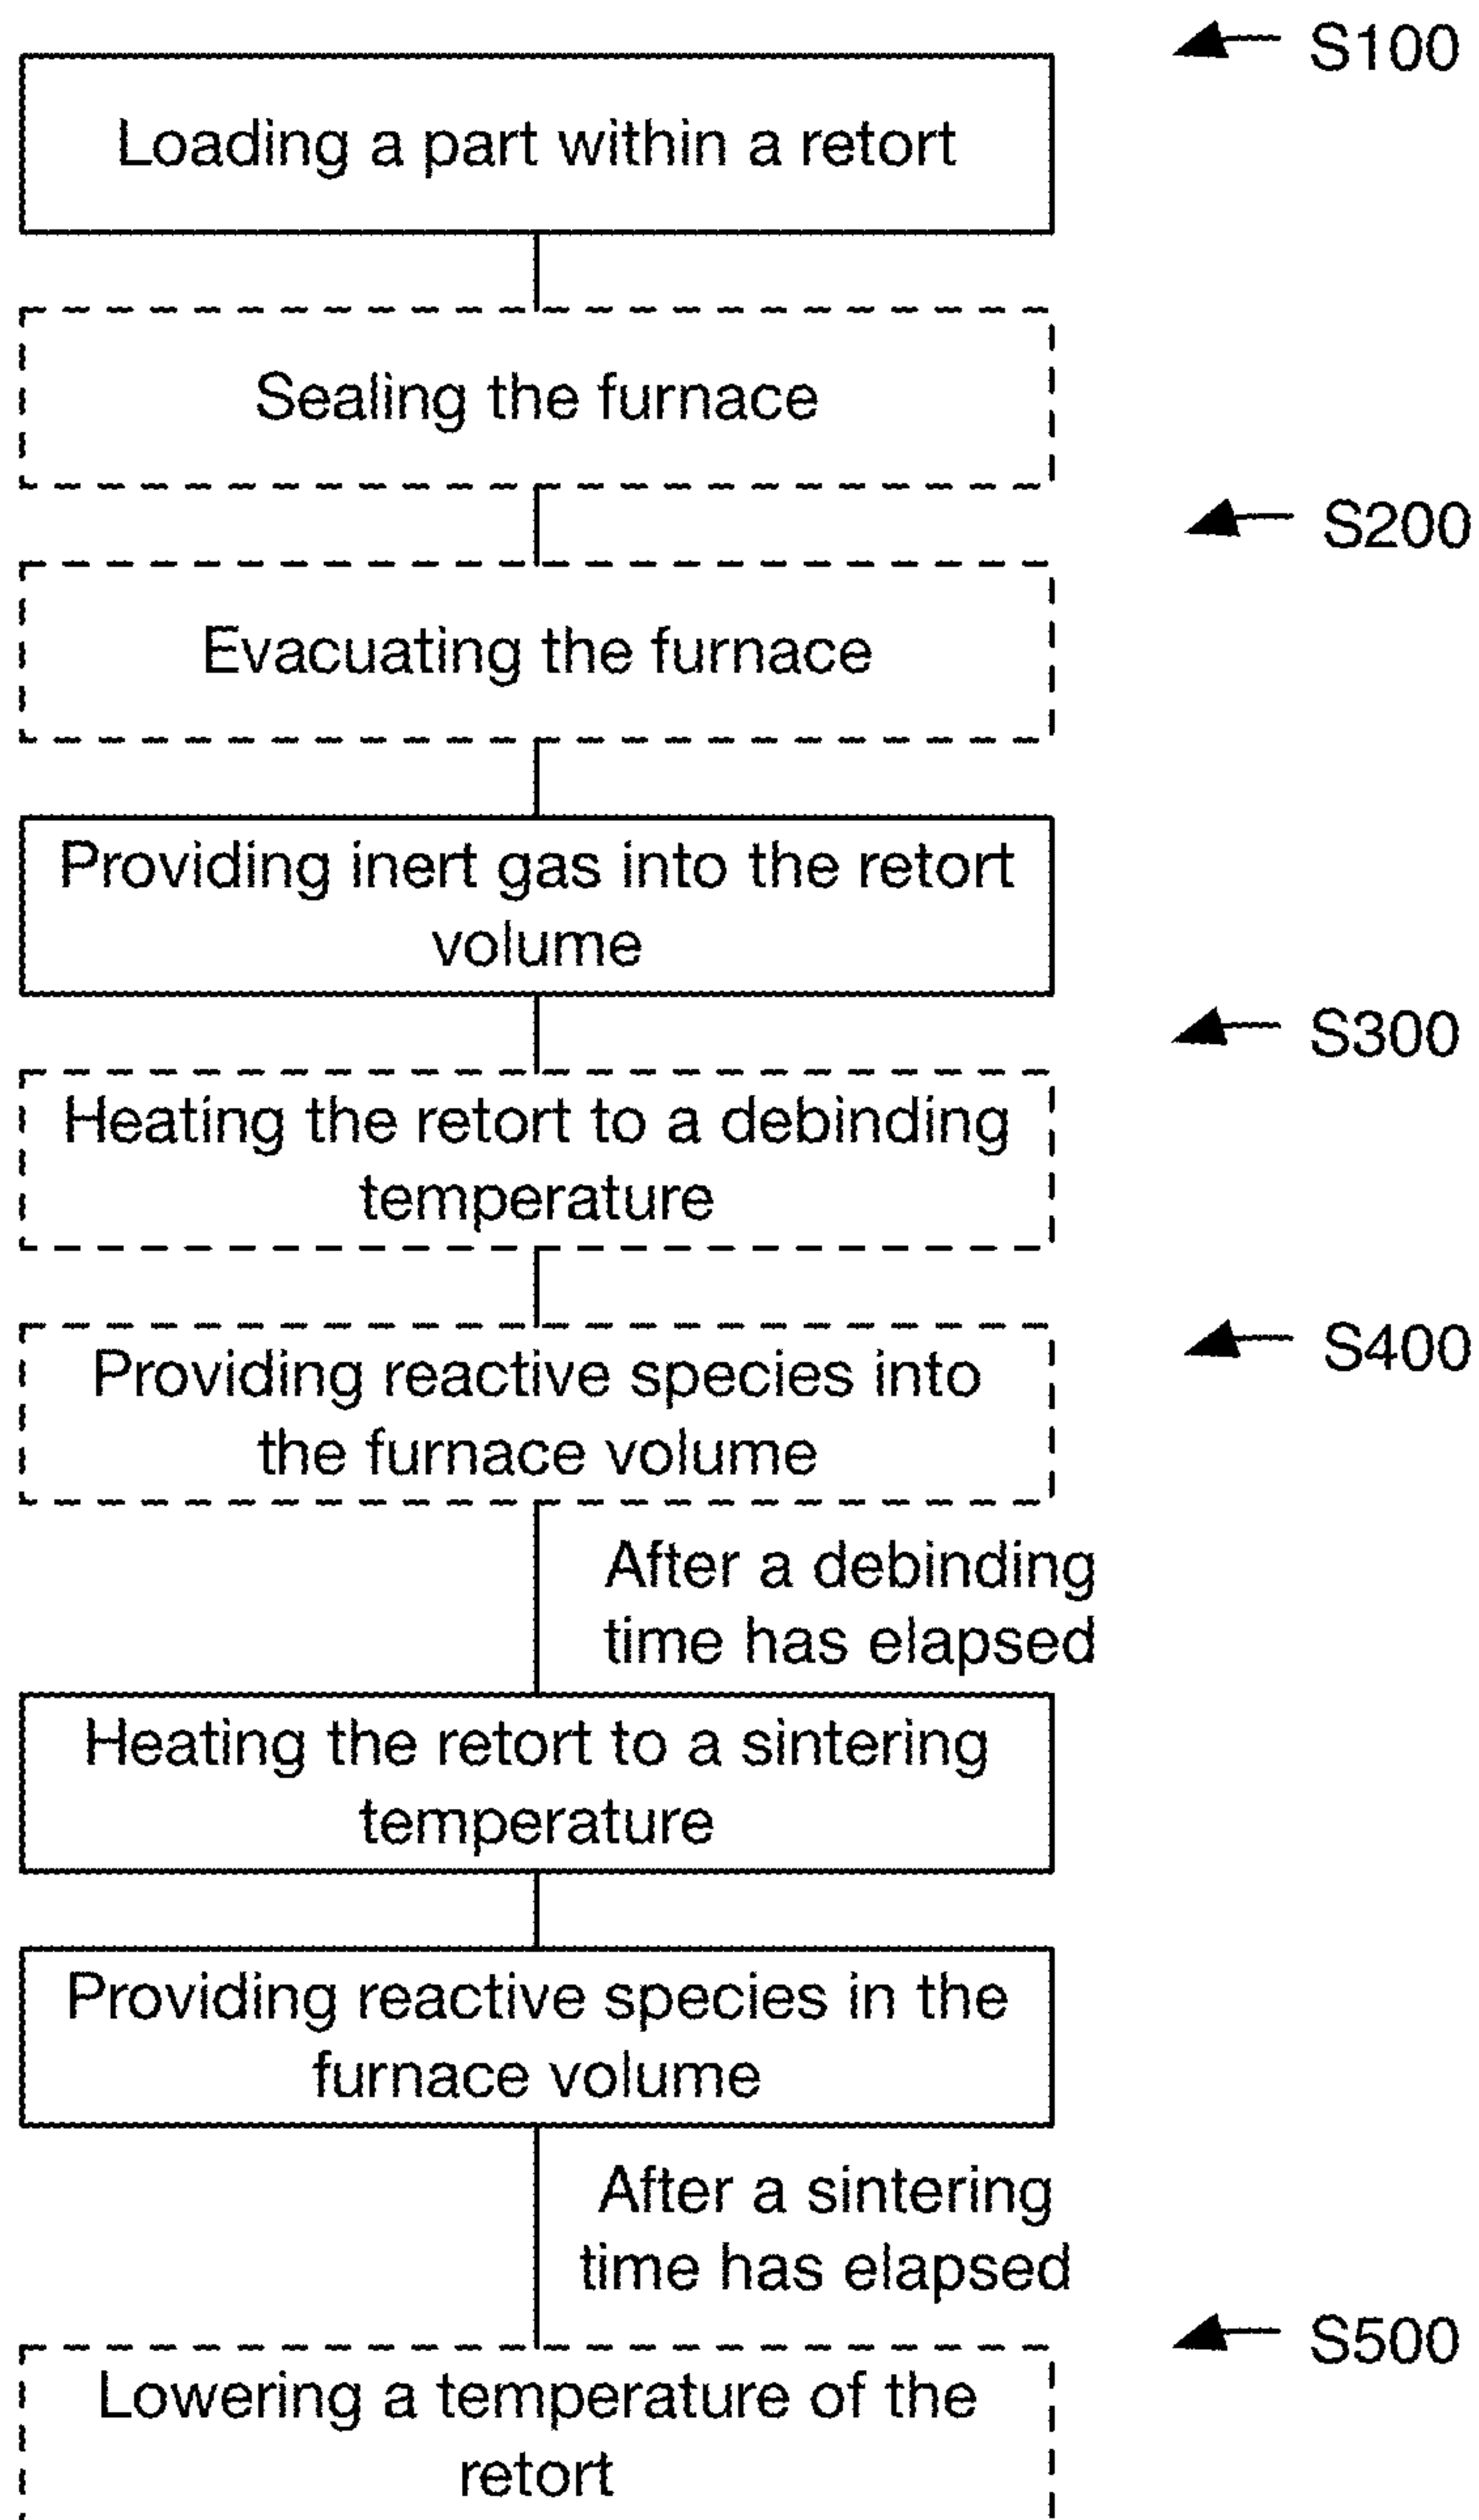 S100
Loading a part within a retort
Sealing the furnace
S200
Evacuating the furnace
Providing inert gas into the retort
volume
S300
Heating the retort to a debinding
temperature
S400
Providing reactive species into
the furnace volume
After a debinding
time has elapsed
Heating the retort to a sintering
temperature
Providing reactive species in the
furnace volume
After a sintering
time has elapsed
S500
Lowering a temperature of the
retort